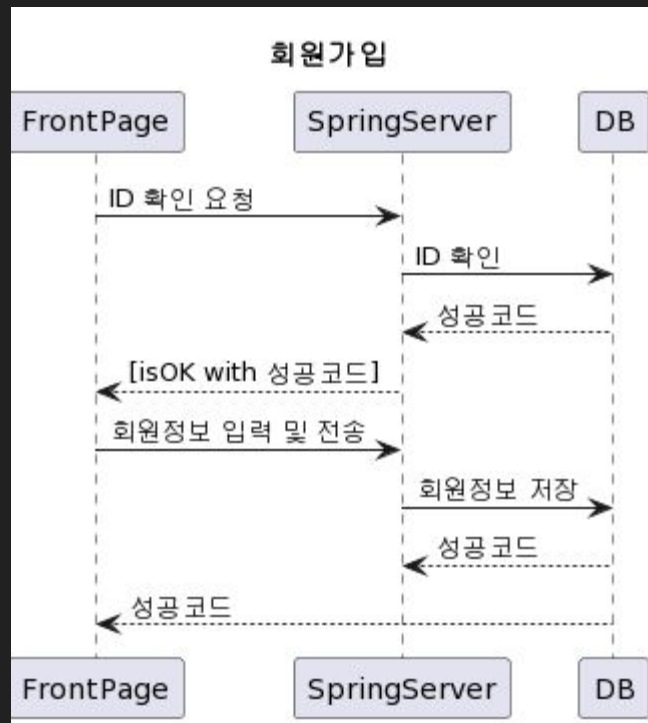 회원가입
FrontPage SpringServer DB
ID 확인 요청
ID 확인
성공코드
[isOK with 성공코드]
회원정보 입력 및 전송
회원정보 저장
성공코드
성공코드
FrontPage SpringServer DB